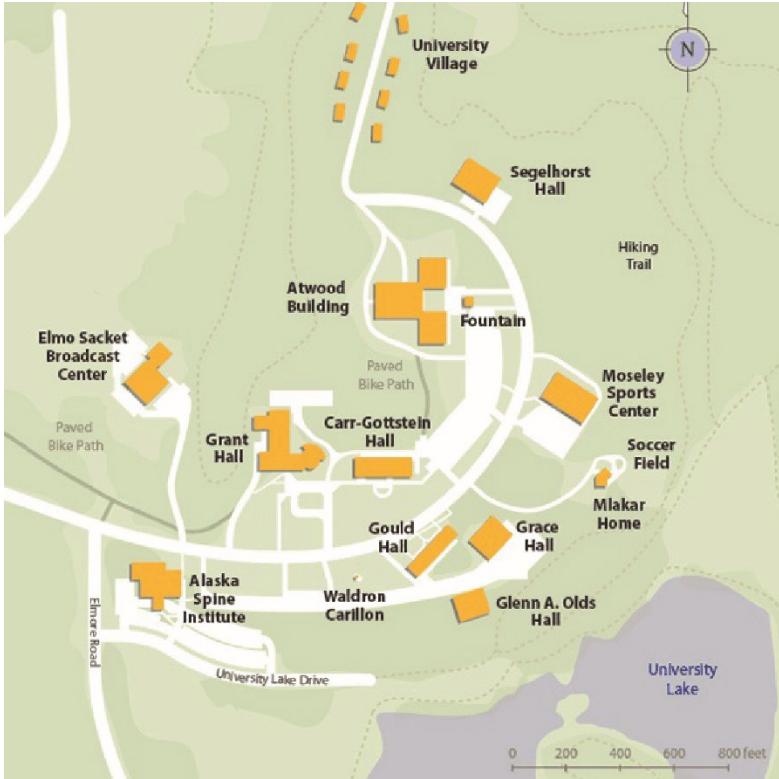 University
Village
N
Segelhorst
Hall
Hiking
Trail
Atwood
Building
Fountain
Elmo Sacket
Broadcast
Center
Paved
Bike Path
Moseley
Sports
Center
Paved
Bike Path
Grant
Hall
Carr-Gottstein
Hall
Soccer
Field
Mlakar
Home
Gould
Hall
Grace
Hall
Alaska
Spine
Institute
Waldron
Carillon
Glenn A. Olds
Hall
Elmore Road
University Lake Drive
University
Lake
0 200 400 600 800 feet